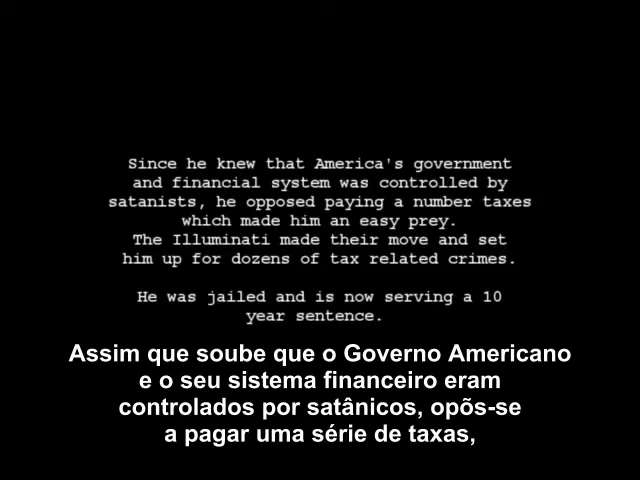 Since he knew that America's government
and financial system was controlled by
satanists, he opposed paying a number taxes
which made him an easy prey.
The Illuminati made their move and set
him up for dozens of tax related crimes.
He was jailed and is now serving a 10
year sentence.
Assim que soube que o Governo Americano
e o seu sistema financeiro eram
controlados por satânicos, opõs-se
a pagar uma série de taxas,